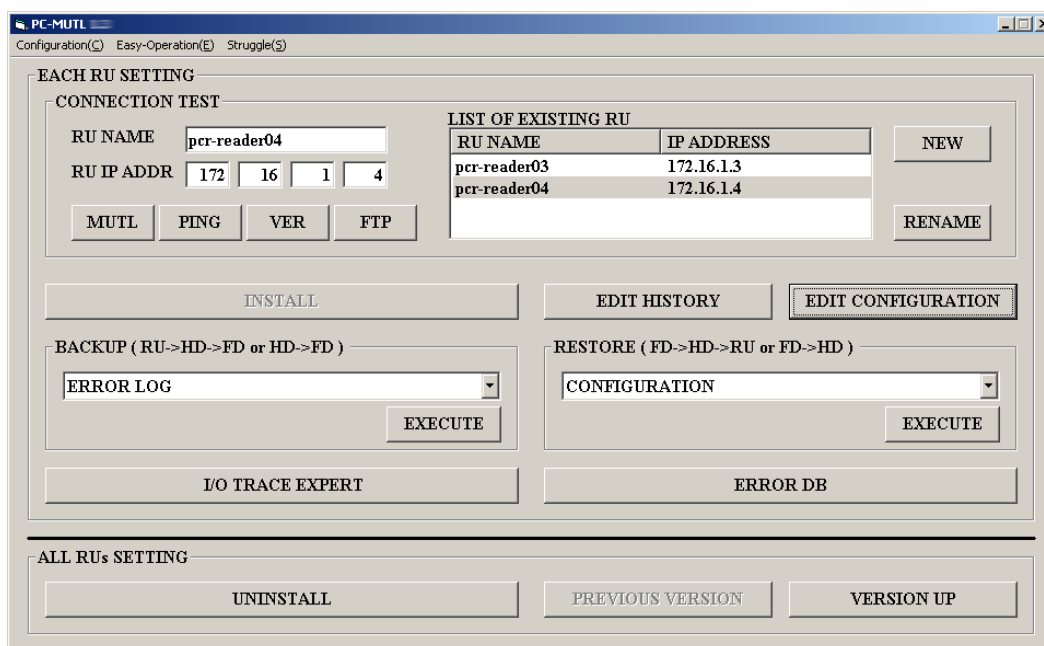 PC-MUTL
Configuration(C) Easy-Operation(E) Struggle(S)
EACH RU SETTING
CONNECTION TEST
RU NAME pcr-reader04
RU IP ADDR 172 16 1 4
MUTL PING VER FTP
LIST OF EXISTING RU
RU NAME IP ADDRESS
pcr-reader03 172.16.1.3
pcr-reader04 172.16.1.4
NEW
RENAME
INSTALL EDIT HISTORY EDIT CONFIGURATION
BACKUP ( RU->HD->FD or HD->FD )
ERROR LOG
EXECUTE
RESTORE ( FD->HD->RU or FD->HD )
CONFIGURATION
EXECUTE
I/O TRACE EXPERT ERROR DB
ALL RUs SETTING
UNINSTALL PREVIOUS VERSION VERSION UP